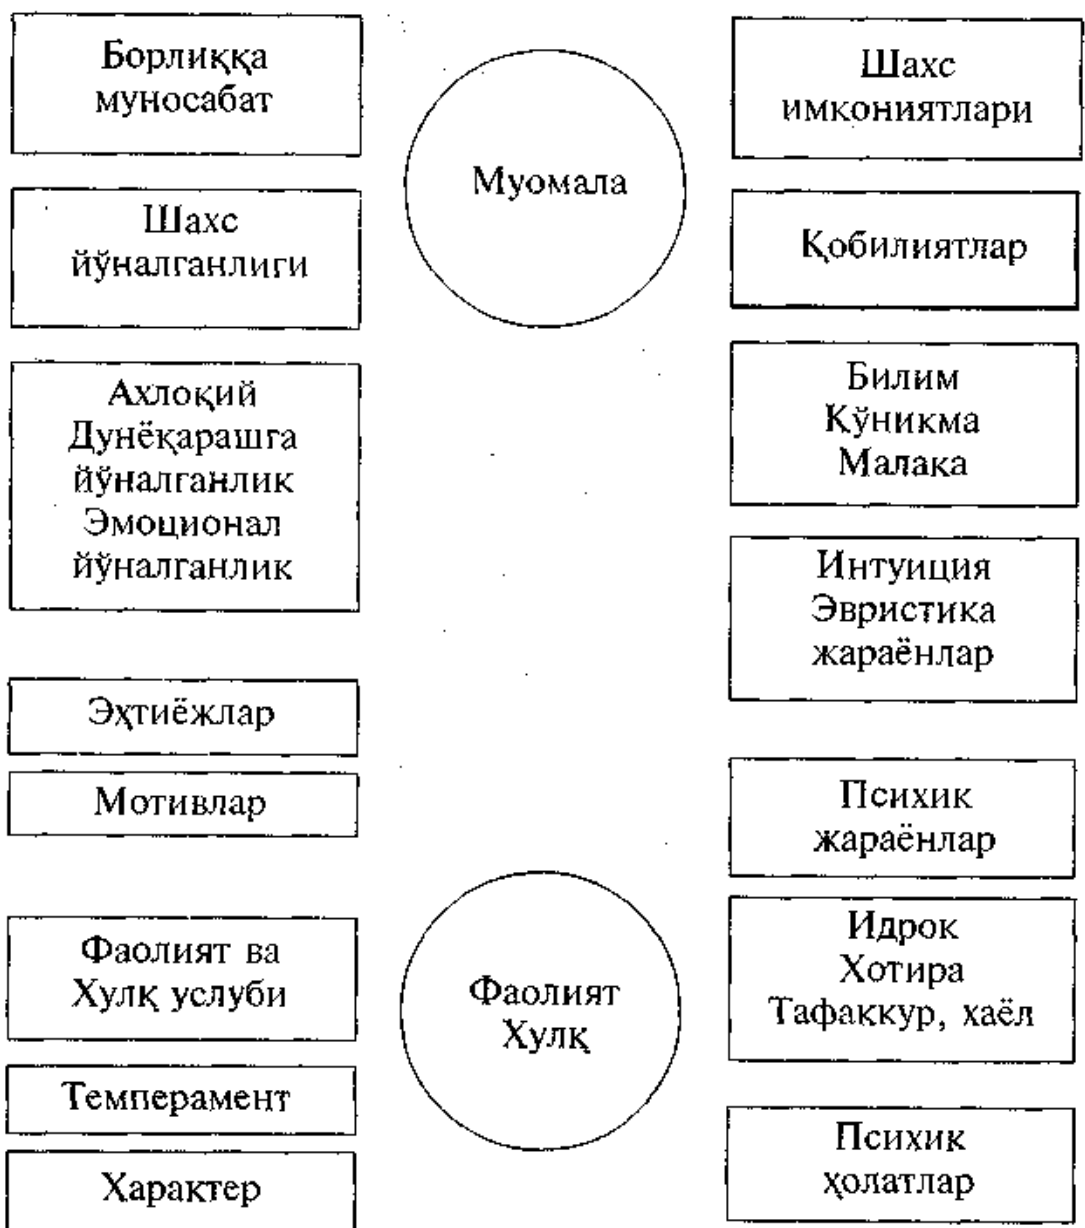 Борлиққа
муносабат
Шахс
йўналганлиги
Ахлоқий
Дунёқарашга
йўналганлик
Эмоционал
йўналганлик
Эҳтиёжлар
Мотивлар
Фаолият ва
Хулқ услуби
Темперамент
Характер
Муомала
Фаолият
Хулқ
Шахс
имкониятлари
Қобилиятлар
Билим
Кўникма
Малака
Интуиция
Эвристика
жараёнлар
Психик
жараёнлар
Идрок
Хотира
Тафаккур, хаёл
Психик
ҳолатлар